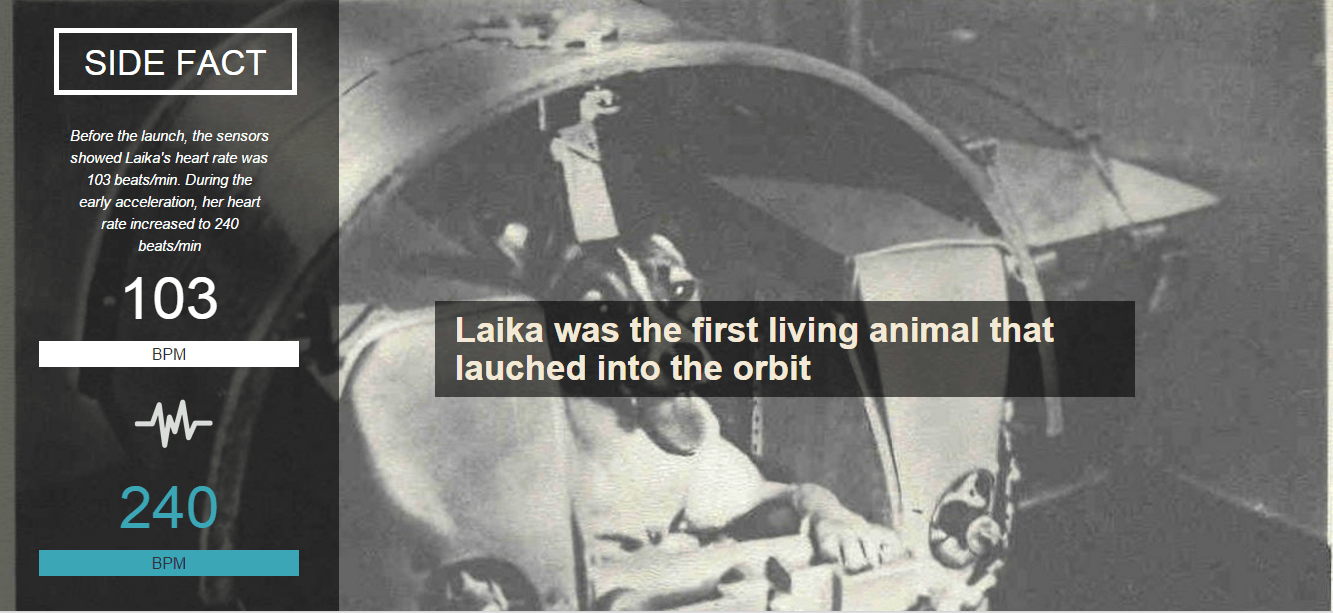 SIDE FACT
Before the launch, the sensors
showed Laika's heart rate was
103 beats/min. During the
early acceleration, her heart
rate increased to 240
beats/min
103
BPM
240
BPM
Laika was the first living animal that
lauched into the orbit